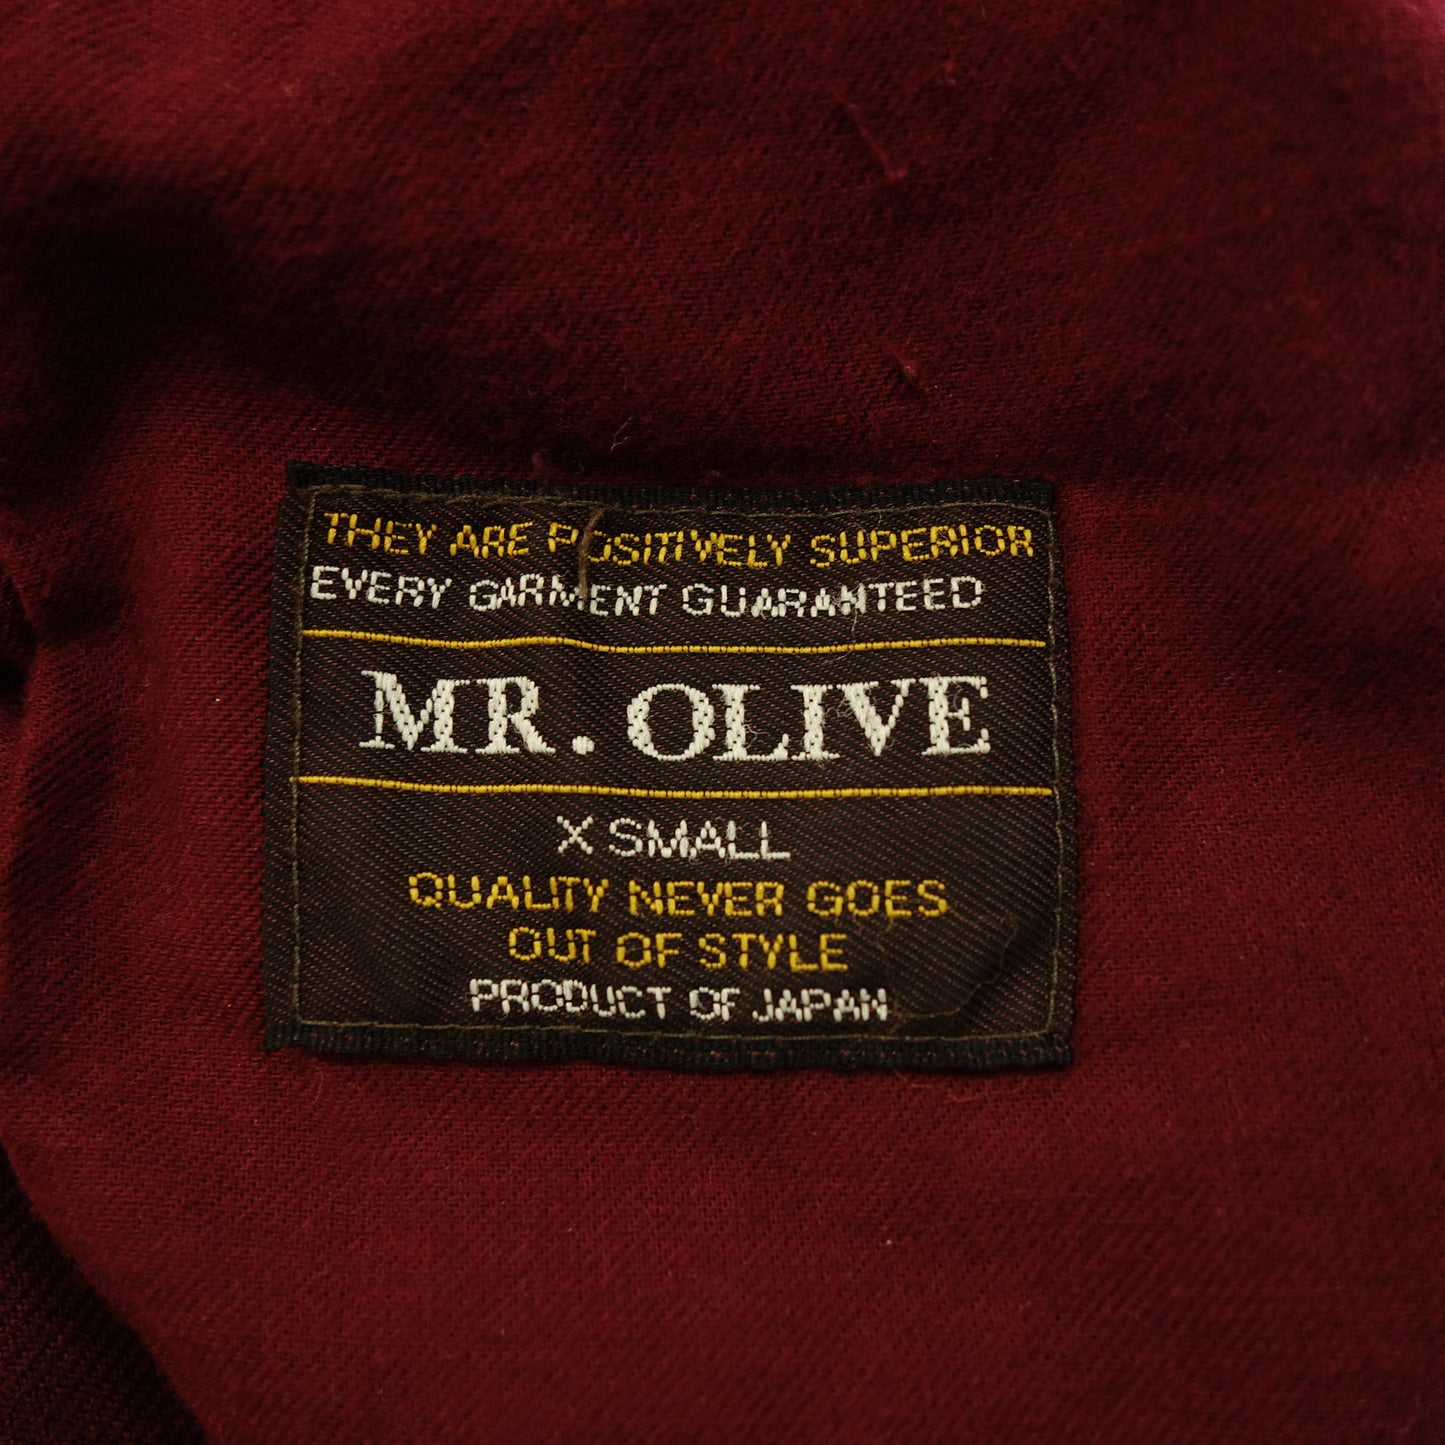 THEY ARE POSITIVELY SUPERIOR
EVERY GARMENT GUARANTEED
MR. OLIVE
X SMALL
QUALITY NEVER GOES
OUT OF STYLE
PRODUCT OF JAPAN